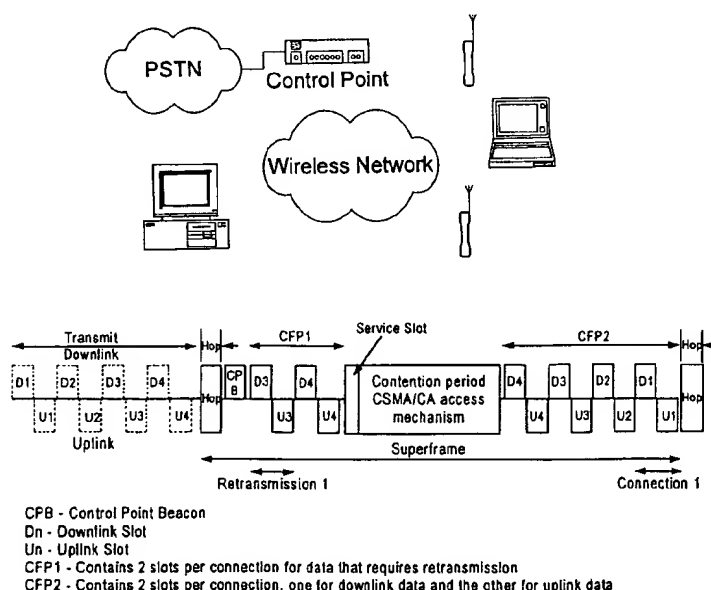 PSTN
Control Point
Wireless Network
Service Slot
Transmit
Hop
CFP1
CFP2
Hop
Downlink
D1 D2 D3 D4
Hop
CP
B
D3 D4
Contention period
CSMA/CA access
mechanism
D4 D3 D2 D1
Hop
U1 U2 U3 U4
U3 U4
U4 U3 U2 U1
Uplink
Superframe
Retransmission 1
Connection 1
CPB - Control Point Beacon
Dn - Downlink Slot
Un - Uplink Slot
CFP1 - Contains 2 slots per connection for data that requires retransmission
CFP2 - Contains 2 slots per connection, one for downlink data and the other for uplink data